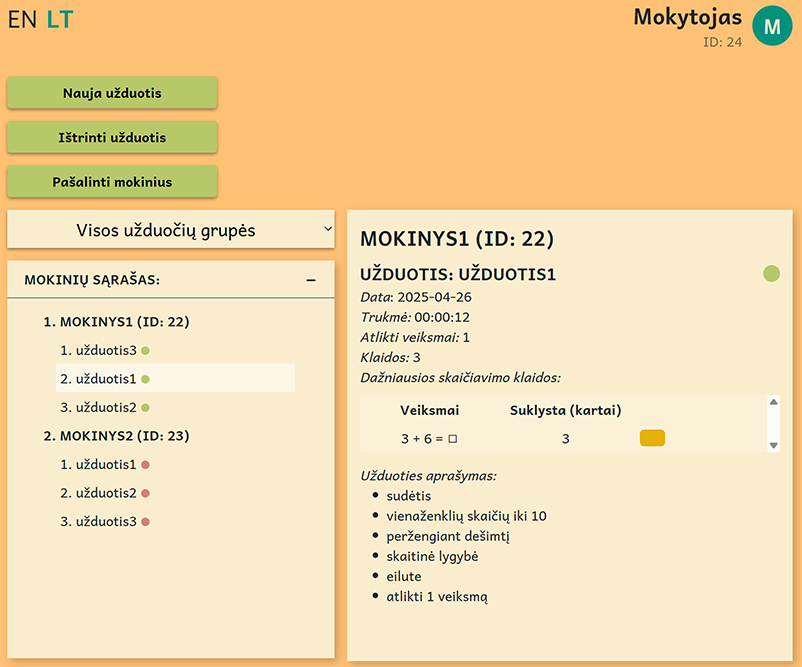 EN LT
Mokytojas
ID: 24
M
Nauja užduotis
Ištrinti užduotis
Pašalinti mokinius
Visos užduočių grupės
MOKINIŲ SĄRAŠAS:
1. MOKINYS1 (ID: 22)
1. užduotis3
2. užduotis1
3. užduotis2
2. MOKINYS2 (ID: 23)
1. užduotis1
2. užduotis2
3. užduotis3
MOKINYS1 (ID: 22)
UŽDUOTIS: UŽDUOTIS1
Data: 2025-04-26
Trukmė: 00:00:12
Atlikti veiksmai: 1
Klaidos: 3
Dažniausios skaičiavimo klaidos:
Veiksmai Suklysta (kartai)
3 + 6 = □ 3
Užduoties aprašymas:
• sudėtis
• vienaženklių skaičių iki 10
• peržengiant dešimtį
• skaitinė lygybė
• eilute
• atlikti 1 veiksmą